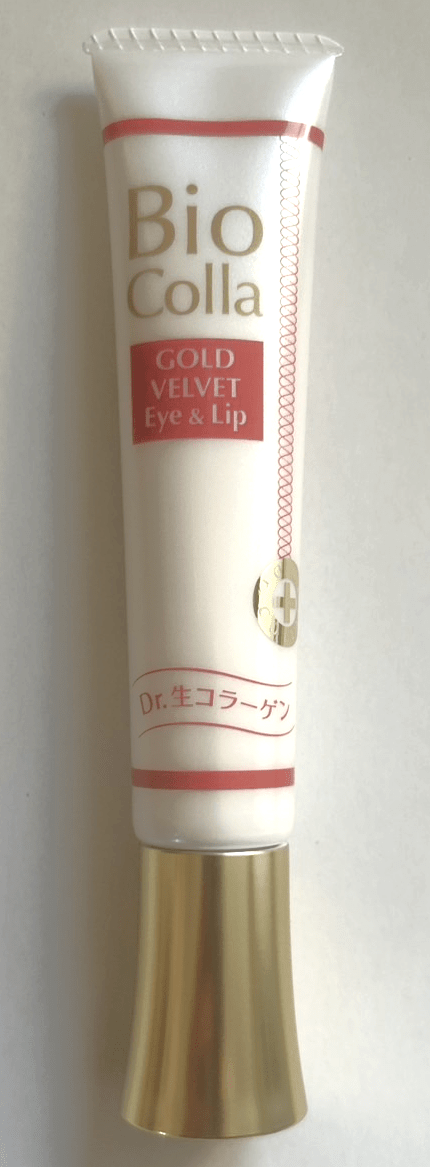 Bio
Colla
GOLD
VELVET
Eye & Lip
Dr.生コラーゲン